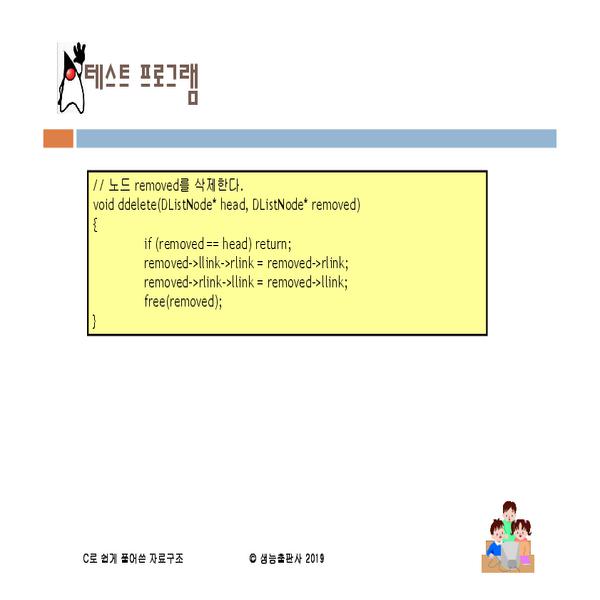 테스트 프로그램
// 노드 removed를 삭제한다.
void ddelete(DListNode* head, DListNode* removed)
{
if (removed == head) return;
removed->llink->rlink = removed->rlink;
removed->rlink->llink = removed->llink;
free(removed);
}
C로 쉽게 풀어쓴 자료구조 © 생능출판사 2019